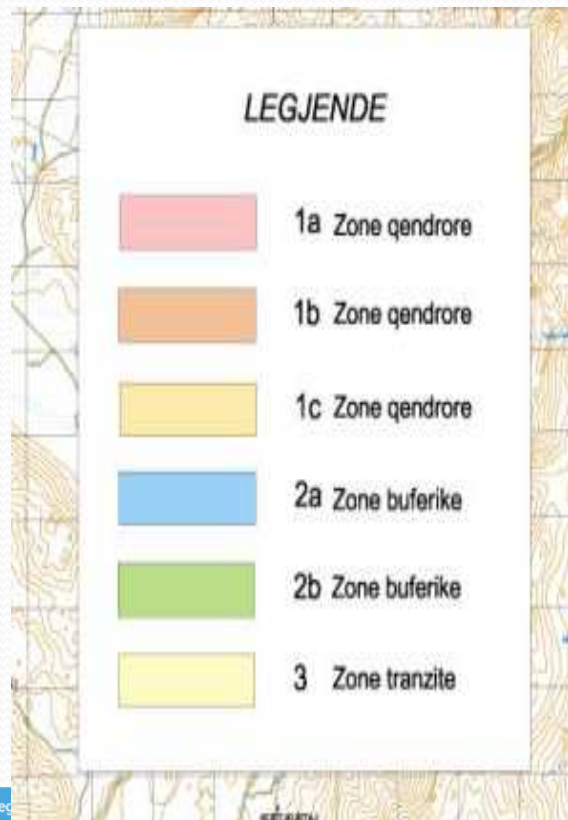 LEGJENDE
1a Zone qendrore
1b Zone qendrore
1c Zone qendrore
2a Zone buferike
2b Zone buferike
3 Zone tranzite